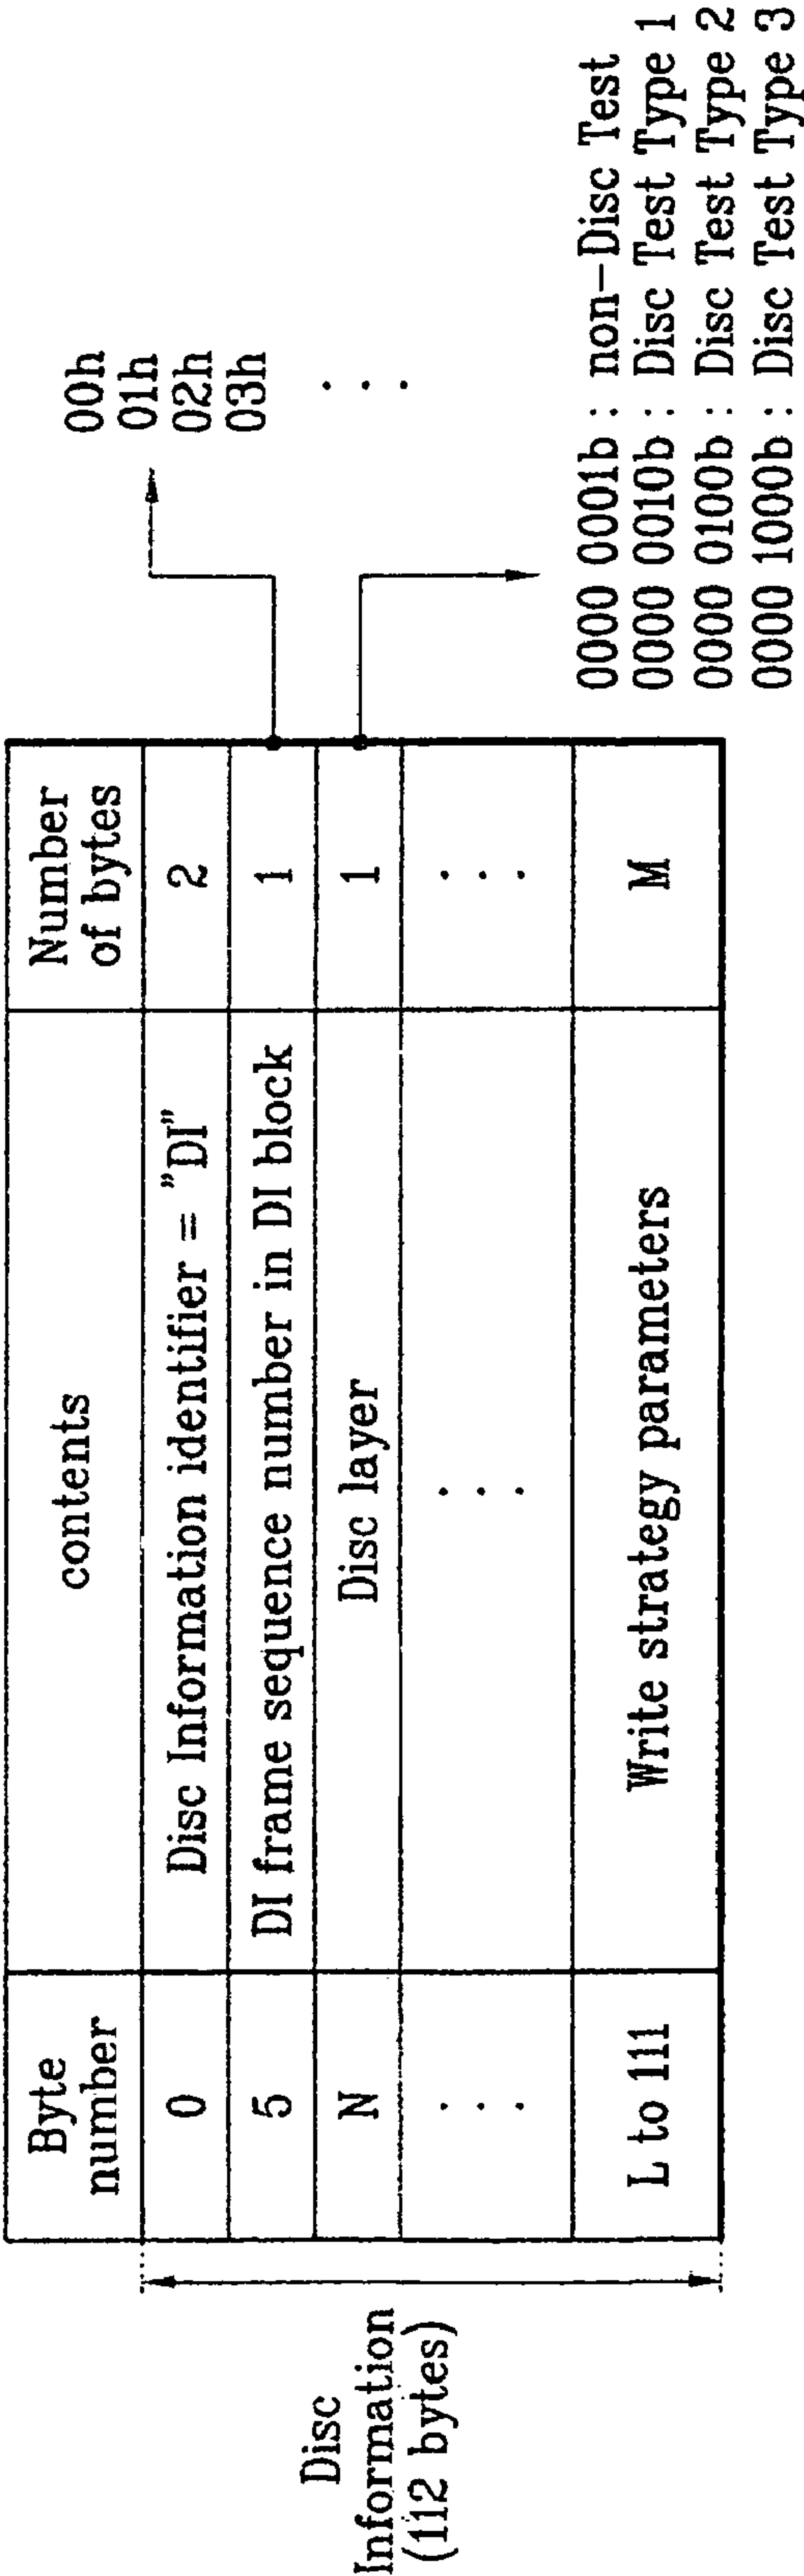 Byte
number
contents
Number
of bytes
0
Disc Information identifier = "DI"
2
5
DI frame sequence number in DI block
1
N
Disc layer
1
. . .
. . .
. . .
L to 111
Write strategy parameters
M
Disc
Information
(112 bytes)
00h
01h
02h
03h
. . .
0000 0001b : non-Disc Test
0000 0010b : Disc Test Type 1
0000 0100b : Disc Test Type 2
0000 1000b : Disc Test Type 3